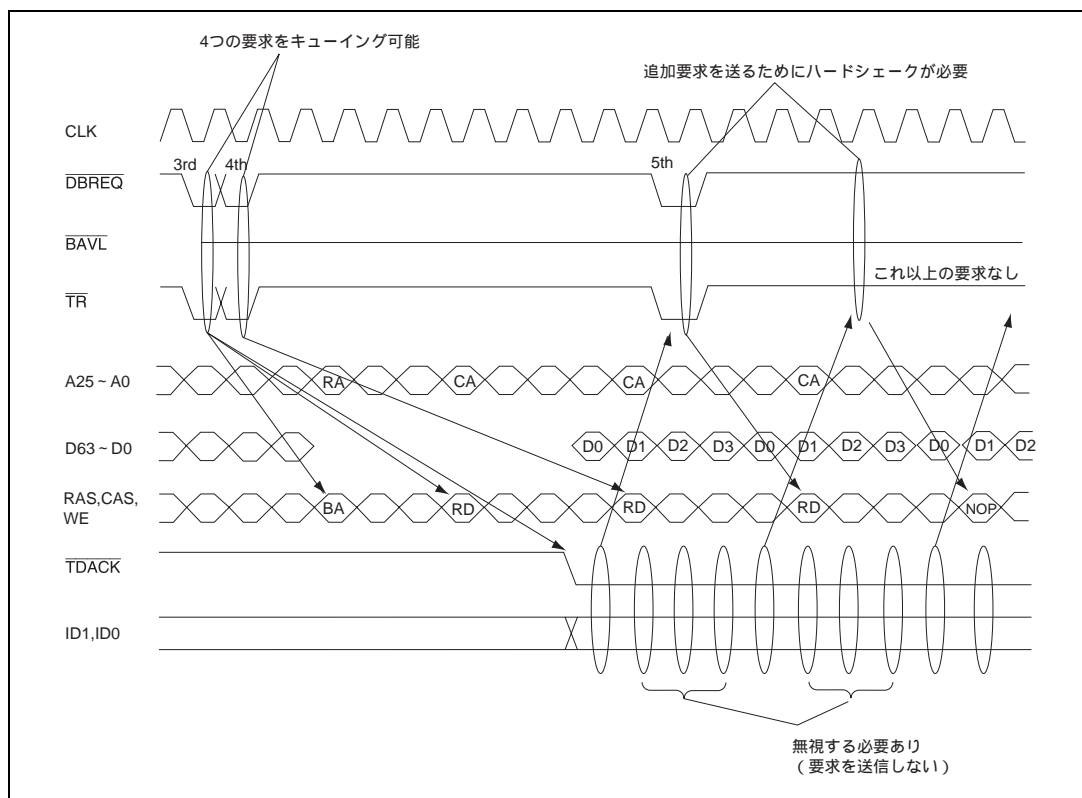 4つの要求をキューイング可能
追加要求を送るためにハードシェークが必要
CLK
3rd 4th 5th
DBREQ
BAVL
これ以上の要求なし
TR
A25~A0 RA CA CA CA
D63~D0 D0 D1 D2 D3 D0 D1 D2 D3 D0 D1 D2
RAS,CAS,
WE BA RD RD RD NOP
TDACK
ID1,ID0
無視する必要あり
(要求を送信しない)